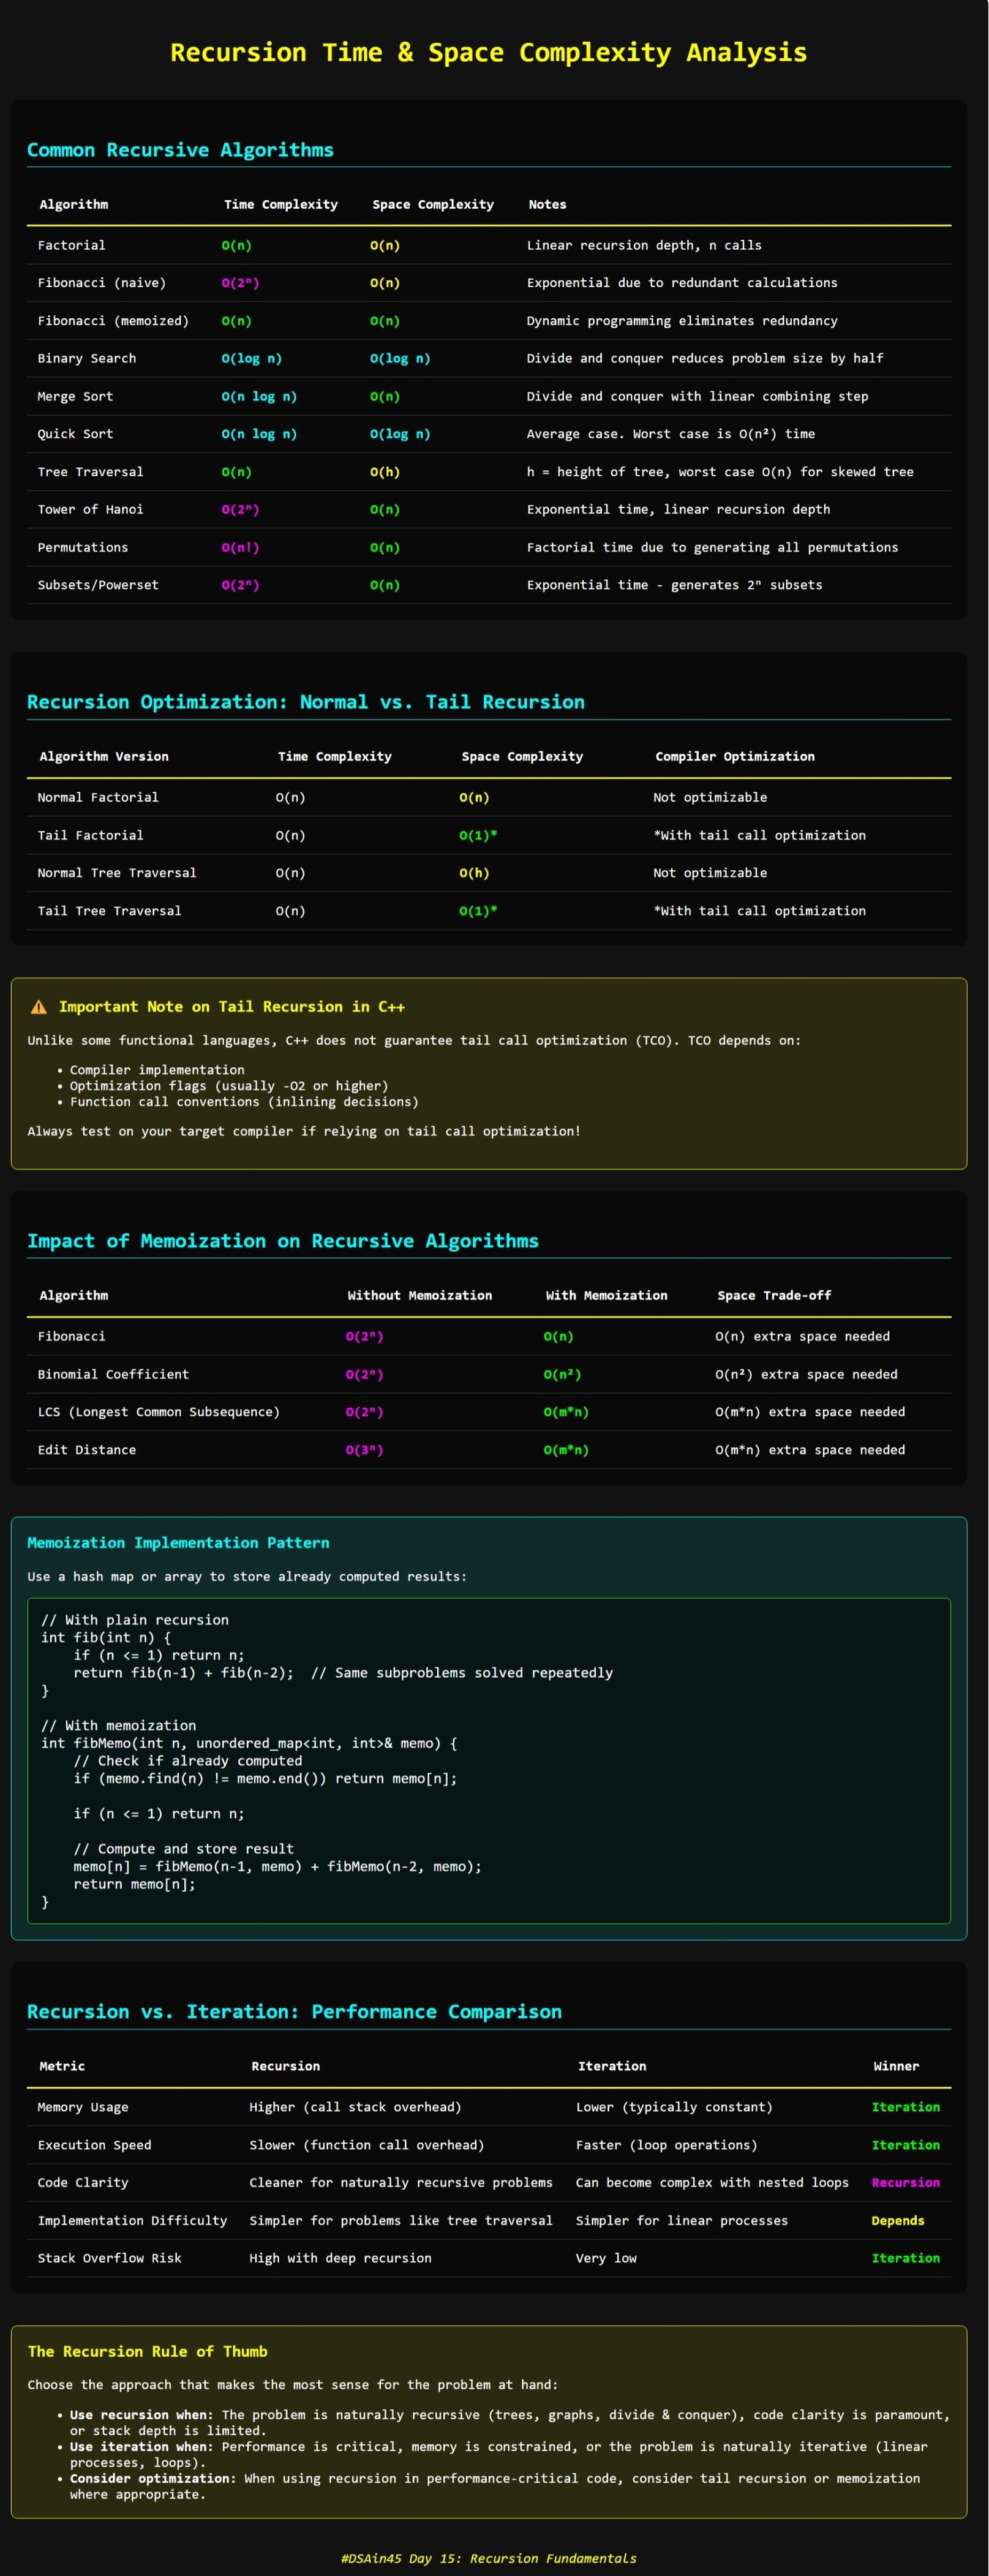 Recursion Time & Space Complexity Analysis
Common Recursive Algorithms
Algorithm Time Complexity Space Complexity Notes
Factorial O(n) O(n) Linear recursion depth, n calls
Fibonacci (naive) O(2ⁿ) O(n) Exponential due to redundant calculations
Fibonacci (memoized) O(n) O(n) Dynamic programming eliminates redundancy
Binary Search O(log n) O(log n) Divide and conquer reduces problem size by half
Merge Sort O(n log n) O(n) Divide and conquer with linear combining step
Quick Sort O(n log n) O(log n) Average case. Worst case is O(n²) time
Tree Traversal O(n) O(h) h = height of tree, worst case O(n) for skewed tree
Tower of Hanoi O(2ⁿ) O(n) Exponential time, linear recursion depth
Permutations O(n!) O(n) Factorial time due to generating all permutations
Subsets/Powerset O(2ⁿ) O(n) Exponential time - generates 2ⁿ subsets
Recursion Optimization: Normal vs. Tail Recursion
Algorithm Version Time Complexity Space Complexity Compiler Optimization
Normal Factorial O(n) O(n) Not optimizable
Tail Factorial O(n) O(1)* *With tail call optimization
Normal Tree Traversal O(n) O(h) Not optimizable
Tail Tree Traversal O(n) O(1)* *With tail call optimization
⚠ Important Note on Tail Recursion in C++
Unlike some functional languages, C++ does not guarantee tail call optimization (TCO). TCO depends on:
• Compiler implementation
• Optimization flags (usually -O2 or higher)
• Function call conventions (inlining decisions)
Always test on your target compiler if relying on tail call optimization!
Impact of Memoization on Recursive Algorithms
Algorithm Without Memoization With Memoization Space Trade-off
Fibonacci O(2ⁿ) O(n) O(n) extra space needed
Binomial Coefficient O(2ⁿ) O(n²) O(n²) extra space needed
LCS (Longest Common Subsequence) O(2ⁿ) O(m*n) O(m*n) extra space needed
Edit Distance O(3ⁿ) O(m*n) O(m*n) extra space needed
Memoization Implementation Pattern
Use a hash map or array to store already computed results:
// With plain recursion
int fib(int n) {
    if (n <= 1) return n;
    return fib(n-1) + fib(n-2);  // Same subproblems solved repeatedly
}
// With memoization
int fibMemo(int n, unordered_map<int, int>& memo) {
    // Check if already computed
    if (memo.find(n) != memo.end()) return memo[n];
    if (n <= 1) return n;
    // Compute and store result
    memo[n] = fibMemo(n-1, memo) + fibMemo(n-2, memo);
    return memo[n];
}
Recursion vs. Iteration: Performance Comparison
Metric Recursion Iteration Winner
Memory Usage Higher (call stack overhead) Lower (typically constant) Iteration
Execution Speed Slower (function call overhead) Faster (loop operations) Iteration
Code Clarity Cleaner for naturally recursive problems Can become complex with nested loops Recursion
Implementation Difficulty Simpler for problems like tree traversal Simpler for linear processes Depends
Stack Overflow Risk High with deep recursion Very low Iteration
The Recursion Rule of Thumb
Choose the approach that makes the most sense for the problem at hand:
• Use recursion when: The problem is naturally recursive (trees, graphs, divide & conquer), code clarity is paramount,
or stack depth is limited.
• Use iteration when: Performance is critical, memory is constrained, or the problem is naturally iterative (linear
processes, loops).
• Consider optimization: When using recursion in performance-critical code, consider tail recursion or memoization
where appropriate.
#DSAin45 Day 15: Recursion Fundamentals